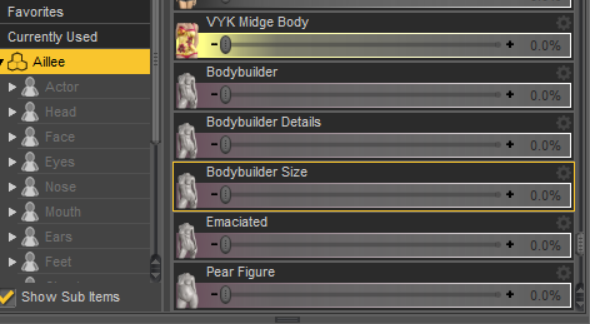 Favorites
Currently Used
Aillee
Actor
Head
Face
Eyes
Nose
Mouth
Ears
Feet
Show Sub Items
VYK Midge Body
- + 0.0%
Bodybuilder
- + 0.0%
Bodybuilder Details
- + 0.0%
Bodybuilder Size
- + 0.0%
Emaciated
- + 0.0%
Pear Figure
- + 0.0%